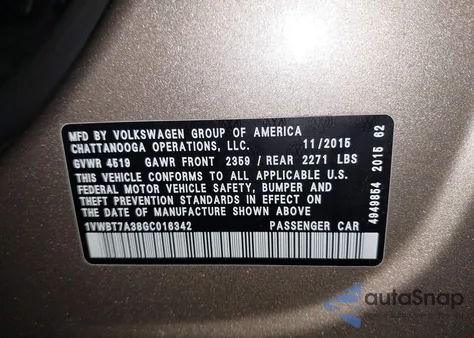 MFD BY VOLKSWAGEN GROUP OF AMERICA
CHATTANOOGA OPERATIONS, LLC. 11/2015
GVWR 4519 GAWR FRONT 2359 / REAR 2271 LBS
THIS VEHICLE CONFORMS TO ALL APPLICABLE U.S.
FEDERAL MOTOR VEHICLE SAFETY, BUMPER AND
THEFT PREVENTION STANDARDS IN EFFECT ON
THE DATE OF MANUFACTURE SHOWN ABOVE.
1VWBT7A38GC016342 PASSENGER CAR
4949854 2015 62
autoSnap